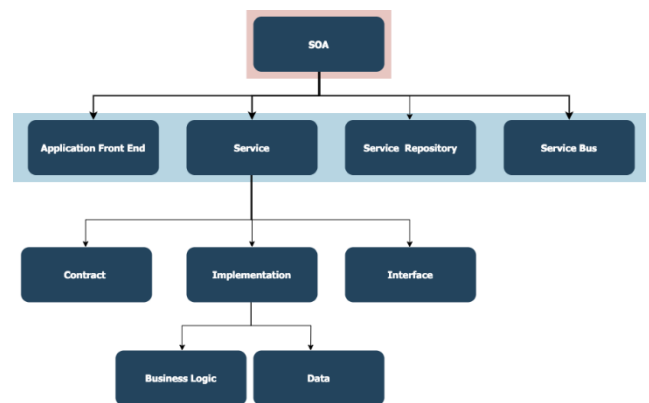 SOA
Application Front End
Service
Service Repository
Service Bus
Contract
Implementation
Interface
Business Logic
Data